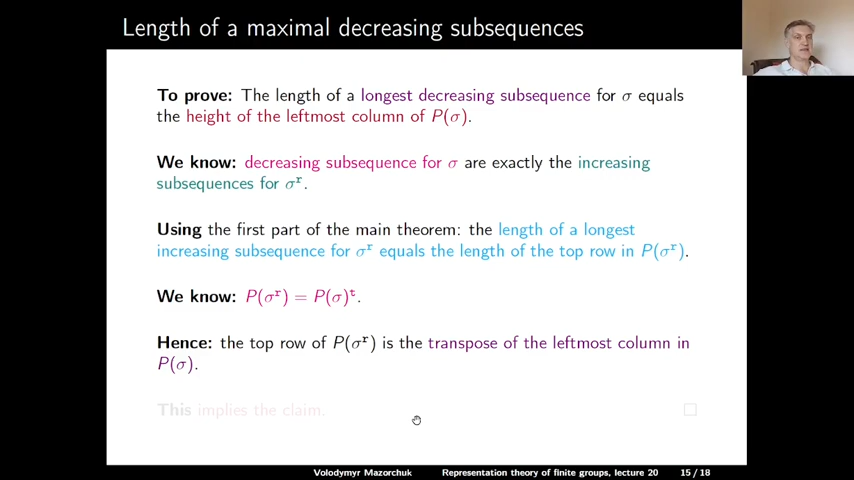 Length of a maximal decreasing subsequences
To prove: The length of a longest decreasing subsequence for σ equals
the height of the leftmost column of P(σ).
We know: decreasing subsequence for σ are exactly the increasing
subsequences for σʳ.
Using the first part of the main theorem: the length of a longest
increasing subsequence for σʳ equals the length of the top row in P(σʳ).
We know: P(σʳ) = P(σ)ᵗ.
Hence: the top row of P(σʳ) is the transpose of the leftmost column in
P(σ).
This implies the claim. □
Volodymyr Mazorchuk Representation theory of finite groups, lecture 20 15 / 18